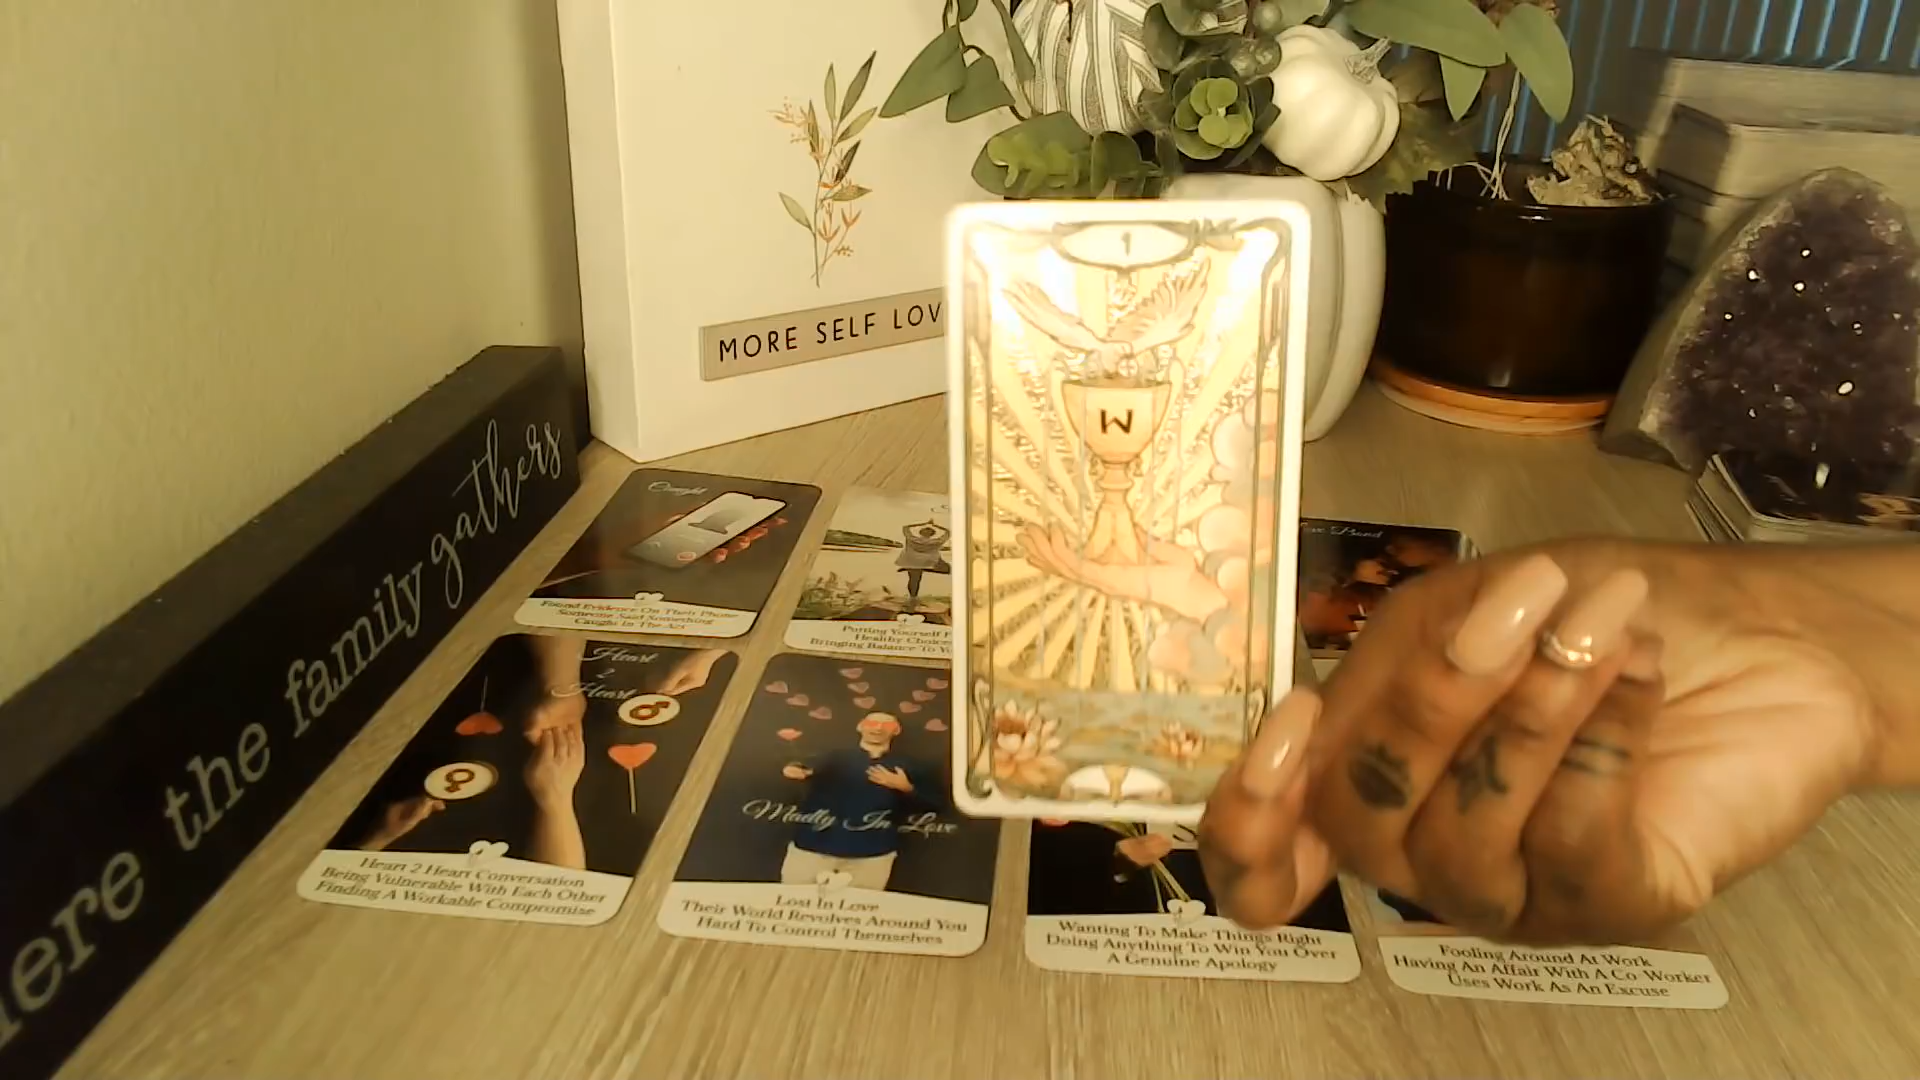 MORE SELF LOV
here the family gathers
1
W
Caught
Found Evidence On Their Phone
Someone Said Something
Caught In The Act
Putting Yourself F
Healthy Choice
Bringing Balance To Yo
Heart
2
Heart
Heart 2 Heart Conversation
Being Vulnerable With Each Other
Finding A Workable Compromise
Madly In Love
Lost In Love
Their World Revolves Around You
Hard To Control Themselves
Wanting To Make Things Right
Doing Anything To Win You Over
A Genuine Apology
Fooling Around At Work
Having An Affair With A Co Worker
Uses Work As An Excuse